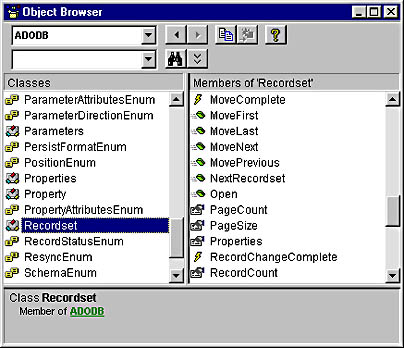 Object Browser
ADODB
Classes
ParameterAttributesEnum
ParameterDirectionEnum
Parameters
PersistFormatEnum
PositionEnum
Properties
Property
PropertyAttributesEnum
Recordset
RecordStatusEnum
ResyncEnum
SchemaEnum
Members of 'Recordset'
MoveComplete
MoveFirst
MoveLast
MoveNext
MovePrevious
NextRecordset
Open
PageCount
PageSize
Properties
RecordChangeComplete
RecordCount
Class Recordset
Member of ADODB